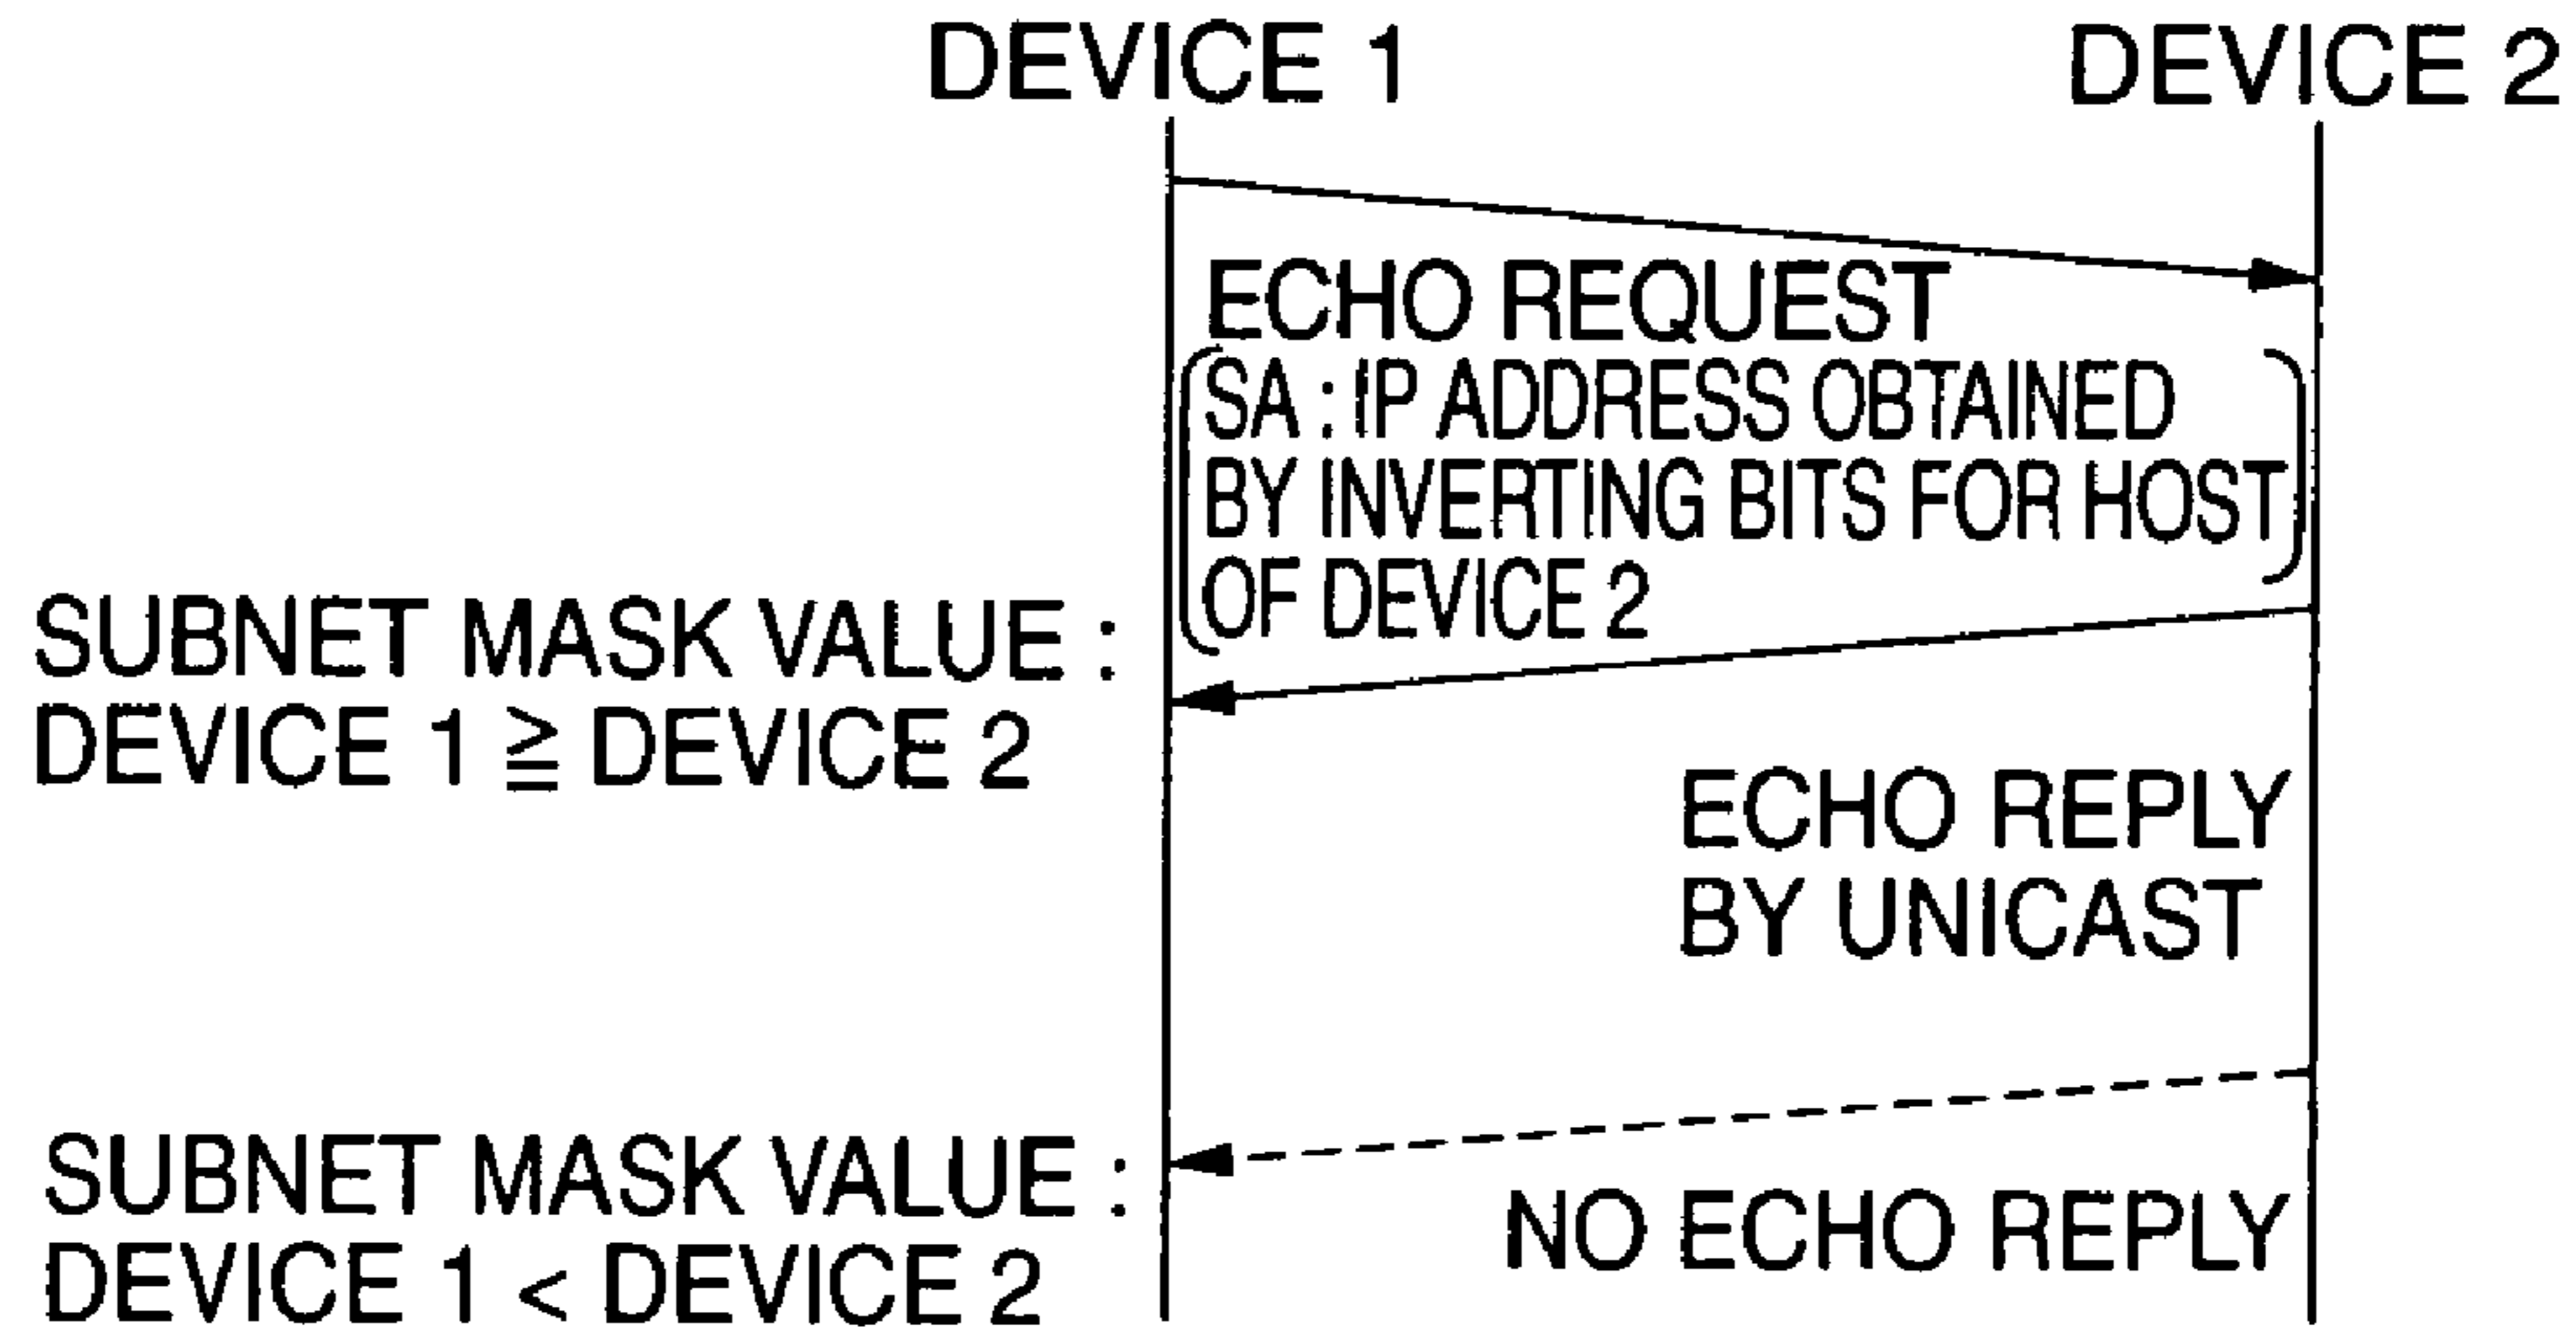 DEVICE 1
DEVICE 2
ECHO REQUEST
SA : IP ADDRESS OBTAINED
BY INVERTING BITS FOR HOST
OF DEVICE 2
SUBNET MASK VALUE :
DEVICE 1 ≧ DEVICE 2
ECHO REPLY
BY UNICAST
SUBNET MASK VALUE :
DEVICE 1 < DEVICE 2
NO ECHO REPLY